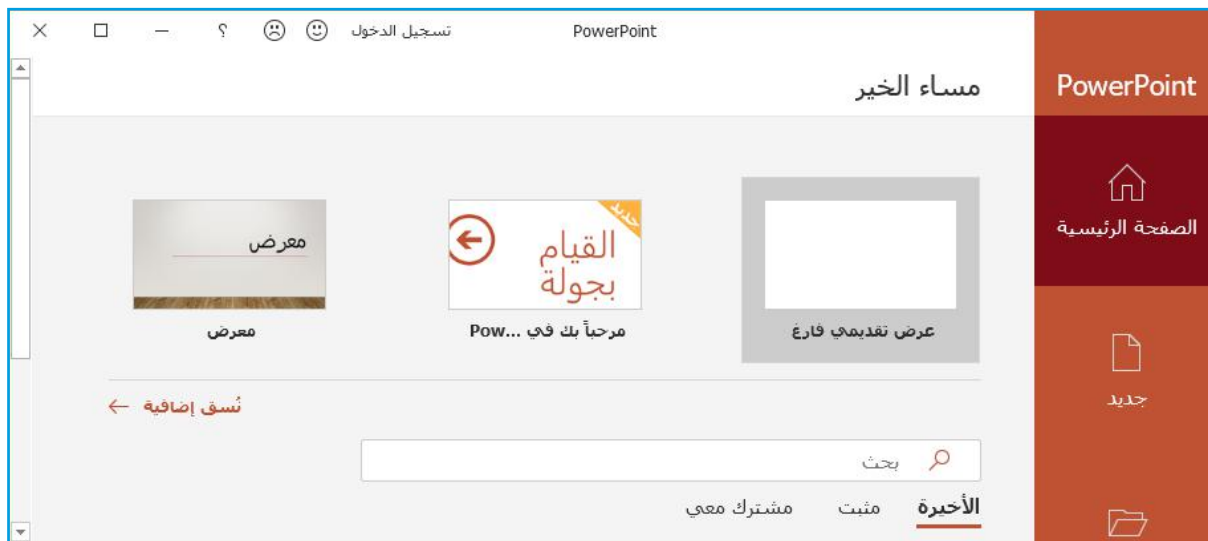 PowerPoint
تسجيل الدخول
؟
PowerPoint
مساء الخير
الصفحة الرئيسية
جديد
عرض تقديمي فارغ
جديد
القيام
بجولة
مرحباً بك في ...Pow
معرض
معرض
نُسق إضافية
بحث
الأخيرة مثبت مشترك معي